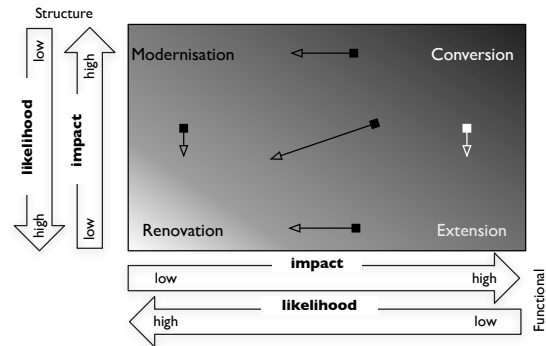 Structure
low
high
likelihood
high
impact
low
Modernisation
Conversion
Renovation
Extension
impact
low
high
likelihood
high
low
Functional